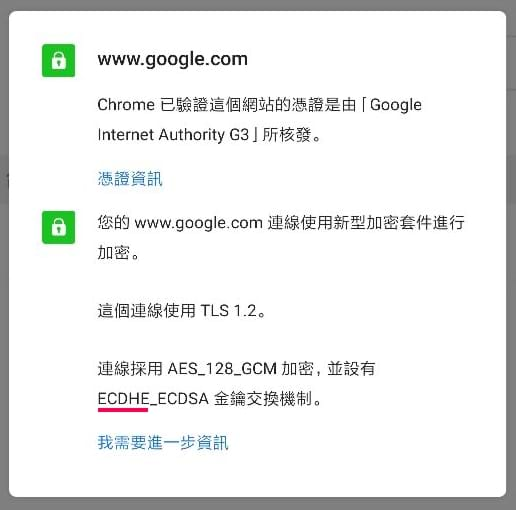 www.google.com
Chrome 已驗證這個網站的憑證是由「Google
Internet Authority G3」所核發。
憑證資訊
您的 www.google.com 連線使用新型加密套件進行
加密。
這個連線使用 TLS 1.2。
連線採用 AES_128_GCM 加密，並設有
ECDHE_ECDSA 金鑰交換機制。
我需要進一步資訊